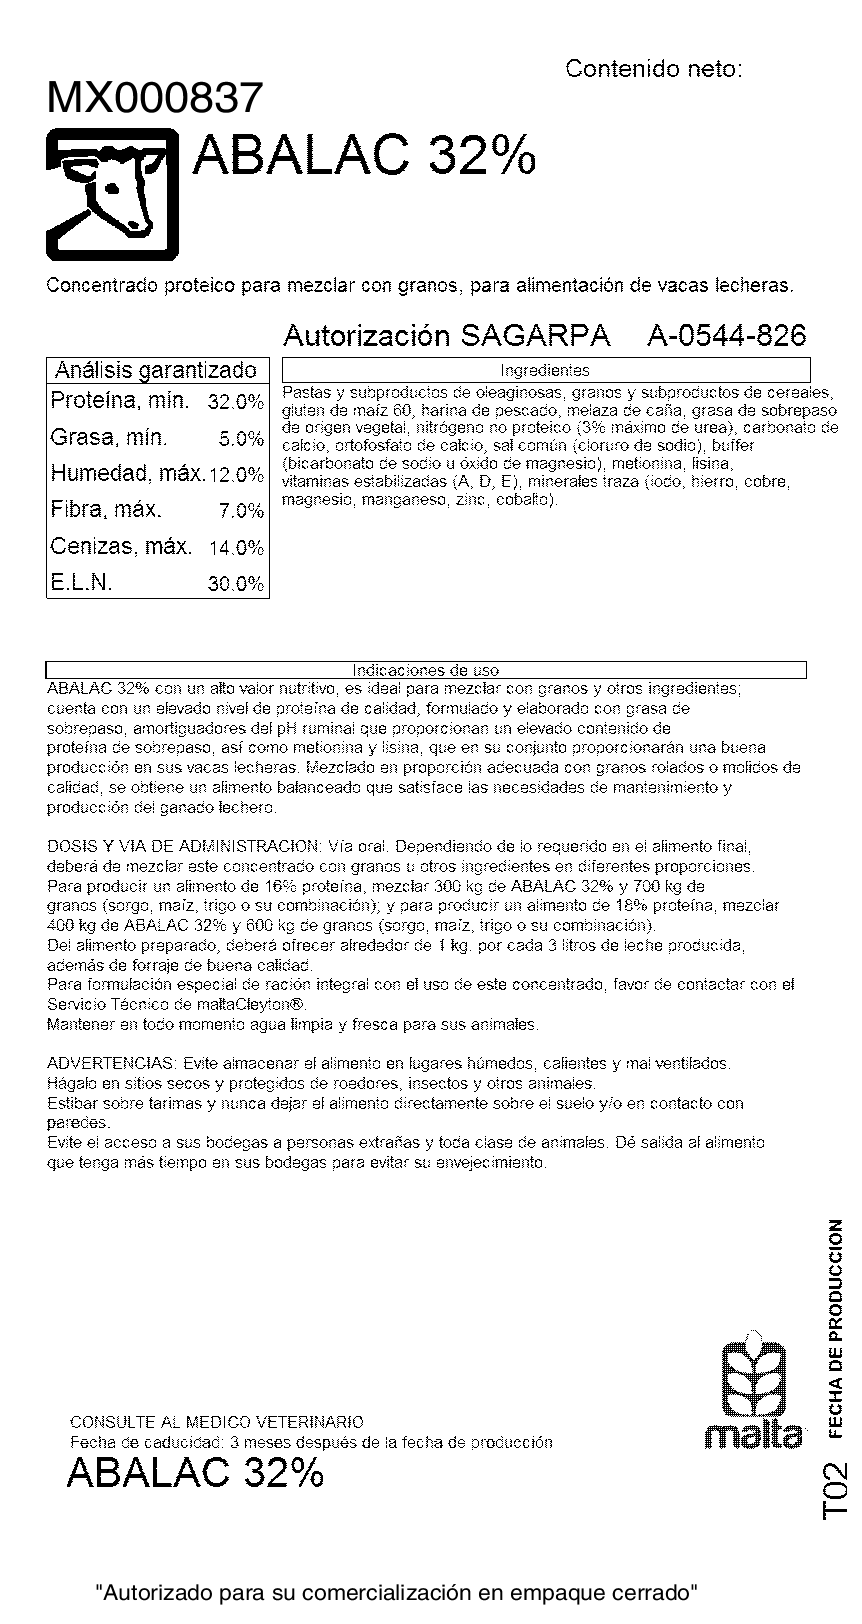 Contenido neto:
MX000837
ABALAC 32%
Concentrado proteico para mezclar con granos, para alimentación de vacas lecheras.
Autorización SAGARPA A-0544-826
Análisis garantizado
Proteína, mín. 32.0%
Grasa, mín. 5.0%
Humedad, máx. 12.0%
Fibra, máx. 7.0%
Cenizas, máx. 14.0%
E.L.N. 30.0%
Ingredientes
Pastas y subproductos de oleaginosas, granos y subproductos de cereales,
gluten de maíz 60, harina de pescado, melaza de caña, grasa de sobrepaso
de origen vegetal, nitrógeno no proteico (3% máximo de urea), carbonato de
calcio, ortofosfato de calcio, sal común (cloruro de sodio), buffer
(bicarbonato de sodio u óxido de magnesio), metionina, lisina,
vitaminas estabilizadas (A, D, E), minerales traza (iodo, hierro, cobre,
magnesio, manganeso, zinc, cobalto).
Indicaciones de uso
ABALAC 32% con un alto valor nutritivo, es ideal para mezclar con granos y otros ingredientes;
cuenta con un elevado nivel de proteína de calidad, formulado y elaborado con grasa de
sobrepaso, amortiguadores del pH ruminal que proporcionan un elevado contenido de
proteína de sobrepaso, así como metionina y lisina, que en su conjunto proporcionarán una buena
producción en sus vacas lecheras. Mezclado en proporción adecuada con granos rolados o molidos de
calidad, se obtiene un alimento balanceado que satisface las necesidades de mantenimiento y
producción del ganado lechero.
DOSIS Y VIA DE ADMINISTRACION: Vía oral. Dependiendo de lo requerido en el alimento final,
deberá de mezclar este concentrado con granos u otros ingredientes en diferentes proporciones.
Para producir un alimento de 16% proteína, mezclar 300 kg de ABALAC 32% y 700 kg de
granos (sorgo, maíz, trigo o su combinación); y para producir un alimento de 18% proteína, mezclar
400 kg de ABALAC 32% y 600 kg de granos (sorgo, maíz, trigo o su combinación).
Del alimento preparado, deberá ofrecer alrededor de 1 kg. por cada 3 litros de leche producida,
además de forraje de buena calidad.
Para formulación especial de ración integral con el uso de este concentrado, favor de contactar con el
Servicio Técnico de maltaCleyton®.
Mantener en todo momento agua limpia y fresca para sus animales.
ADVERTENCIAS: Evite almacenar el alimento en lugares húmedos, calientes y mal ventilados.
Hágalo en sitios secos y protegidos de roedores, insectos y otros animales.
Estibar sobre tarimas y nunca dejar el alimento directamente sobre el suelo y/o en contacto con
paredes.
Evite el acceso a sus bodegas a personas extrañas y toda clase de animales. Dé salida al alimento
que tenga más tiempo en sus bodegas para evitar su envejecimiento.
FECHA DE PRODUCCION
malta
CONSULTE AL MEDICO VETERINARIO
Fecha de caducidad: 3 meses después de la fecha de producción
ABALAC 32%
T02
"Autorizado para su comercialización en empaque cerrado"